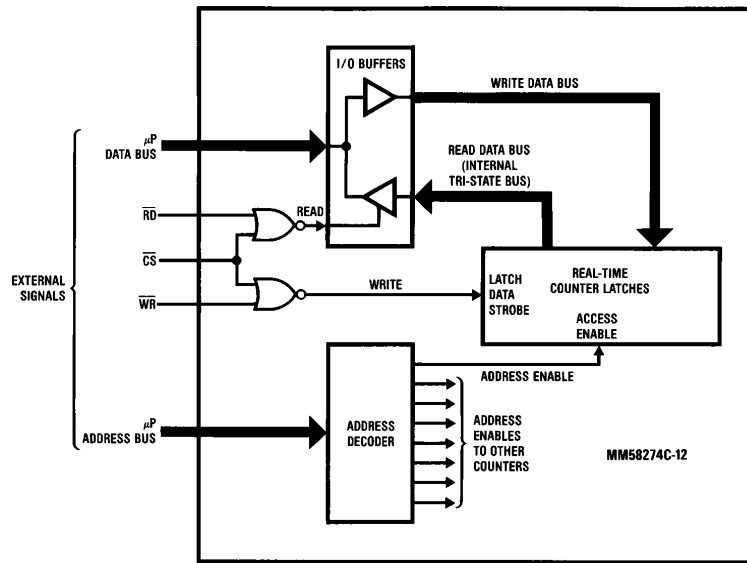 I/O BUFFERS
WRITE DATA BUS
μP
DATA BUS
READ DATA BUS
(INTERNAL
TRI-STATE BUS)
RD
READ
CS
EXTERNAL
SIGNALS
WR
WRITE
LATCH
DATA
STROBE
REAL-TIME
COUNTER LATCHES
ACCESS
ENABLE
ADDRESS ENABLE
μP
ADDRESS BUS
ADDRESS
DECODER
ADDRESS
ENABLES
TO OTHER
COUNTERS
MM58274C-12